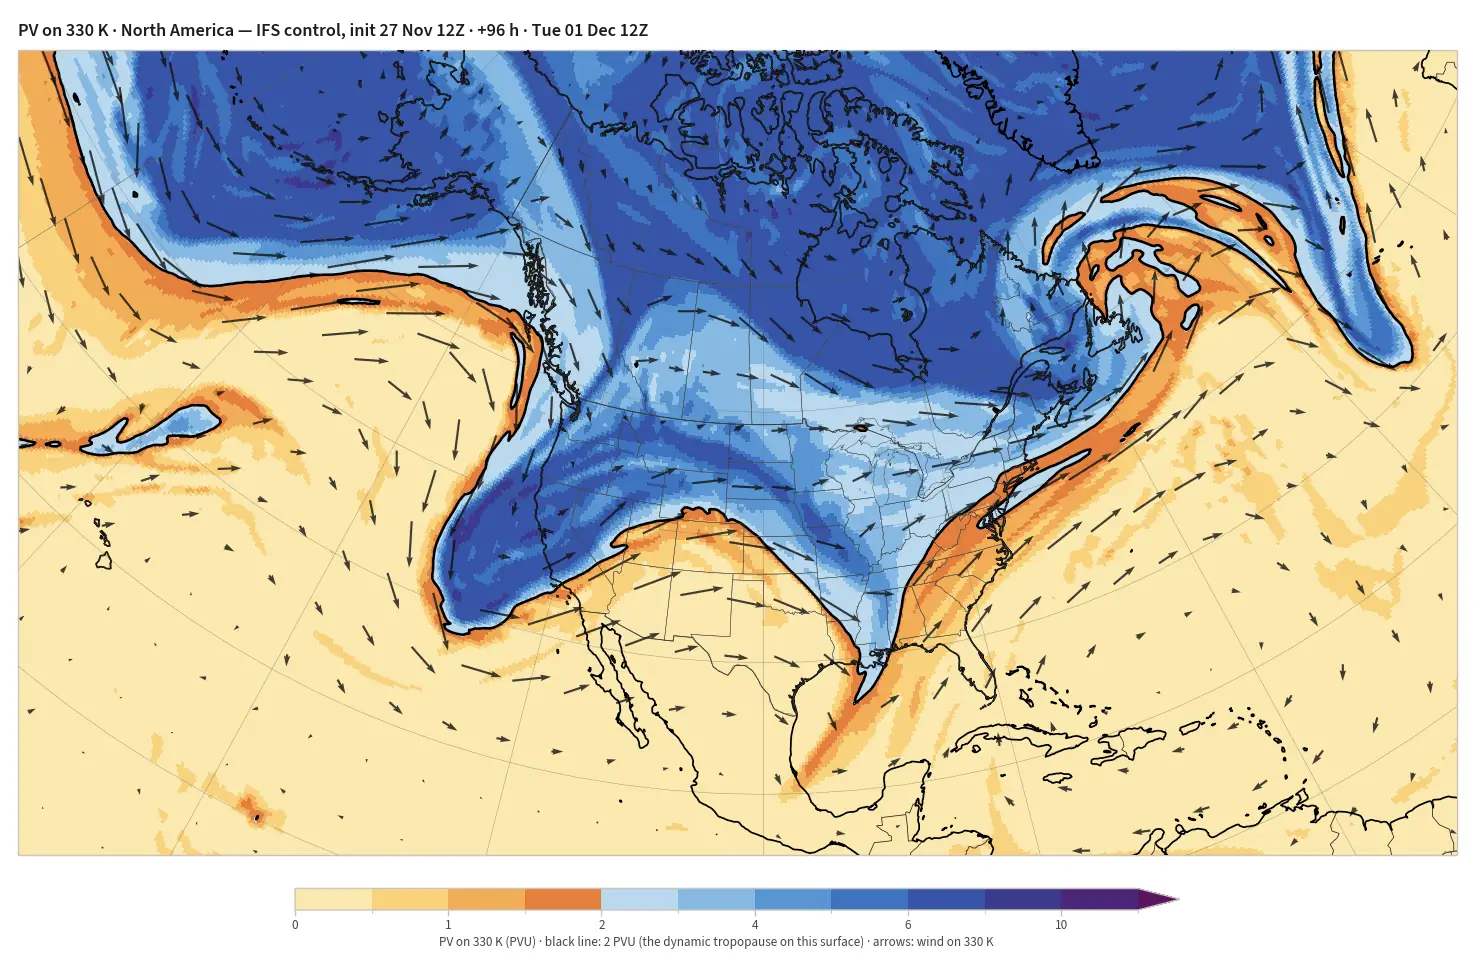 PV on 330 K · North America — IFS control, init 27 Nov 12Z · +96 h · Tue 01 Dec 12Z
0 1 2 4 6 10
PV on 330 K (PVU) · black line: 2 PVU (the dynamic tropopause on this surface) · arrows: wind on 330 K